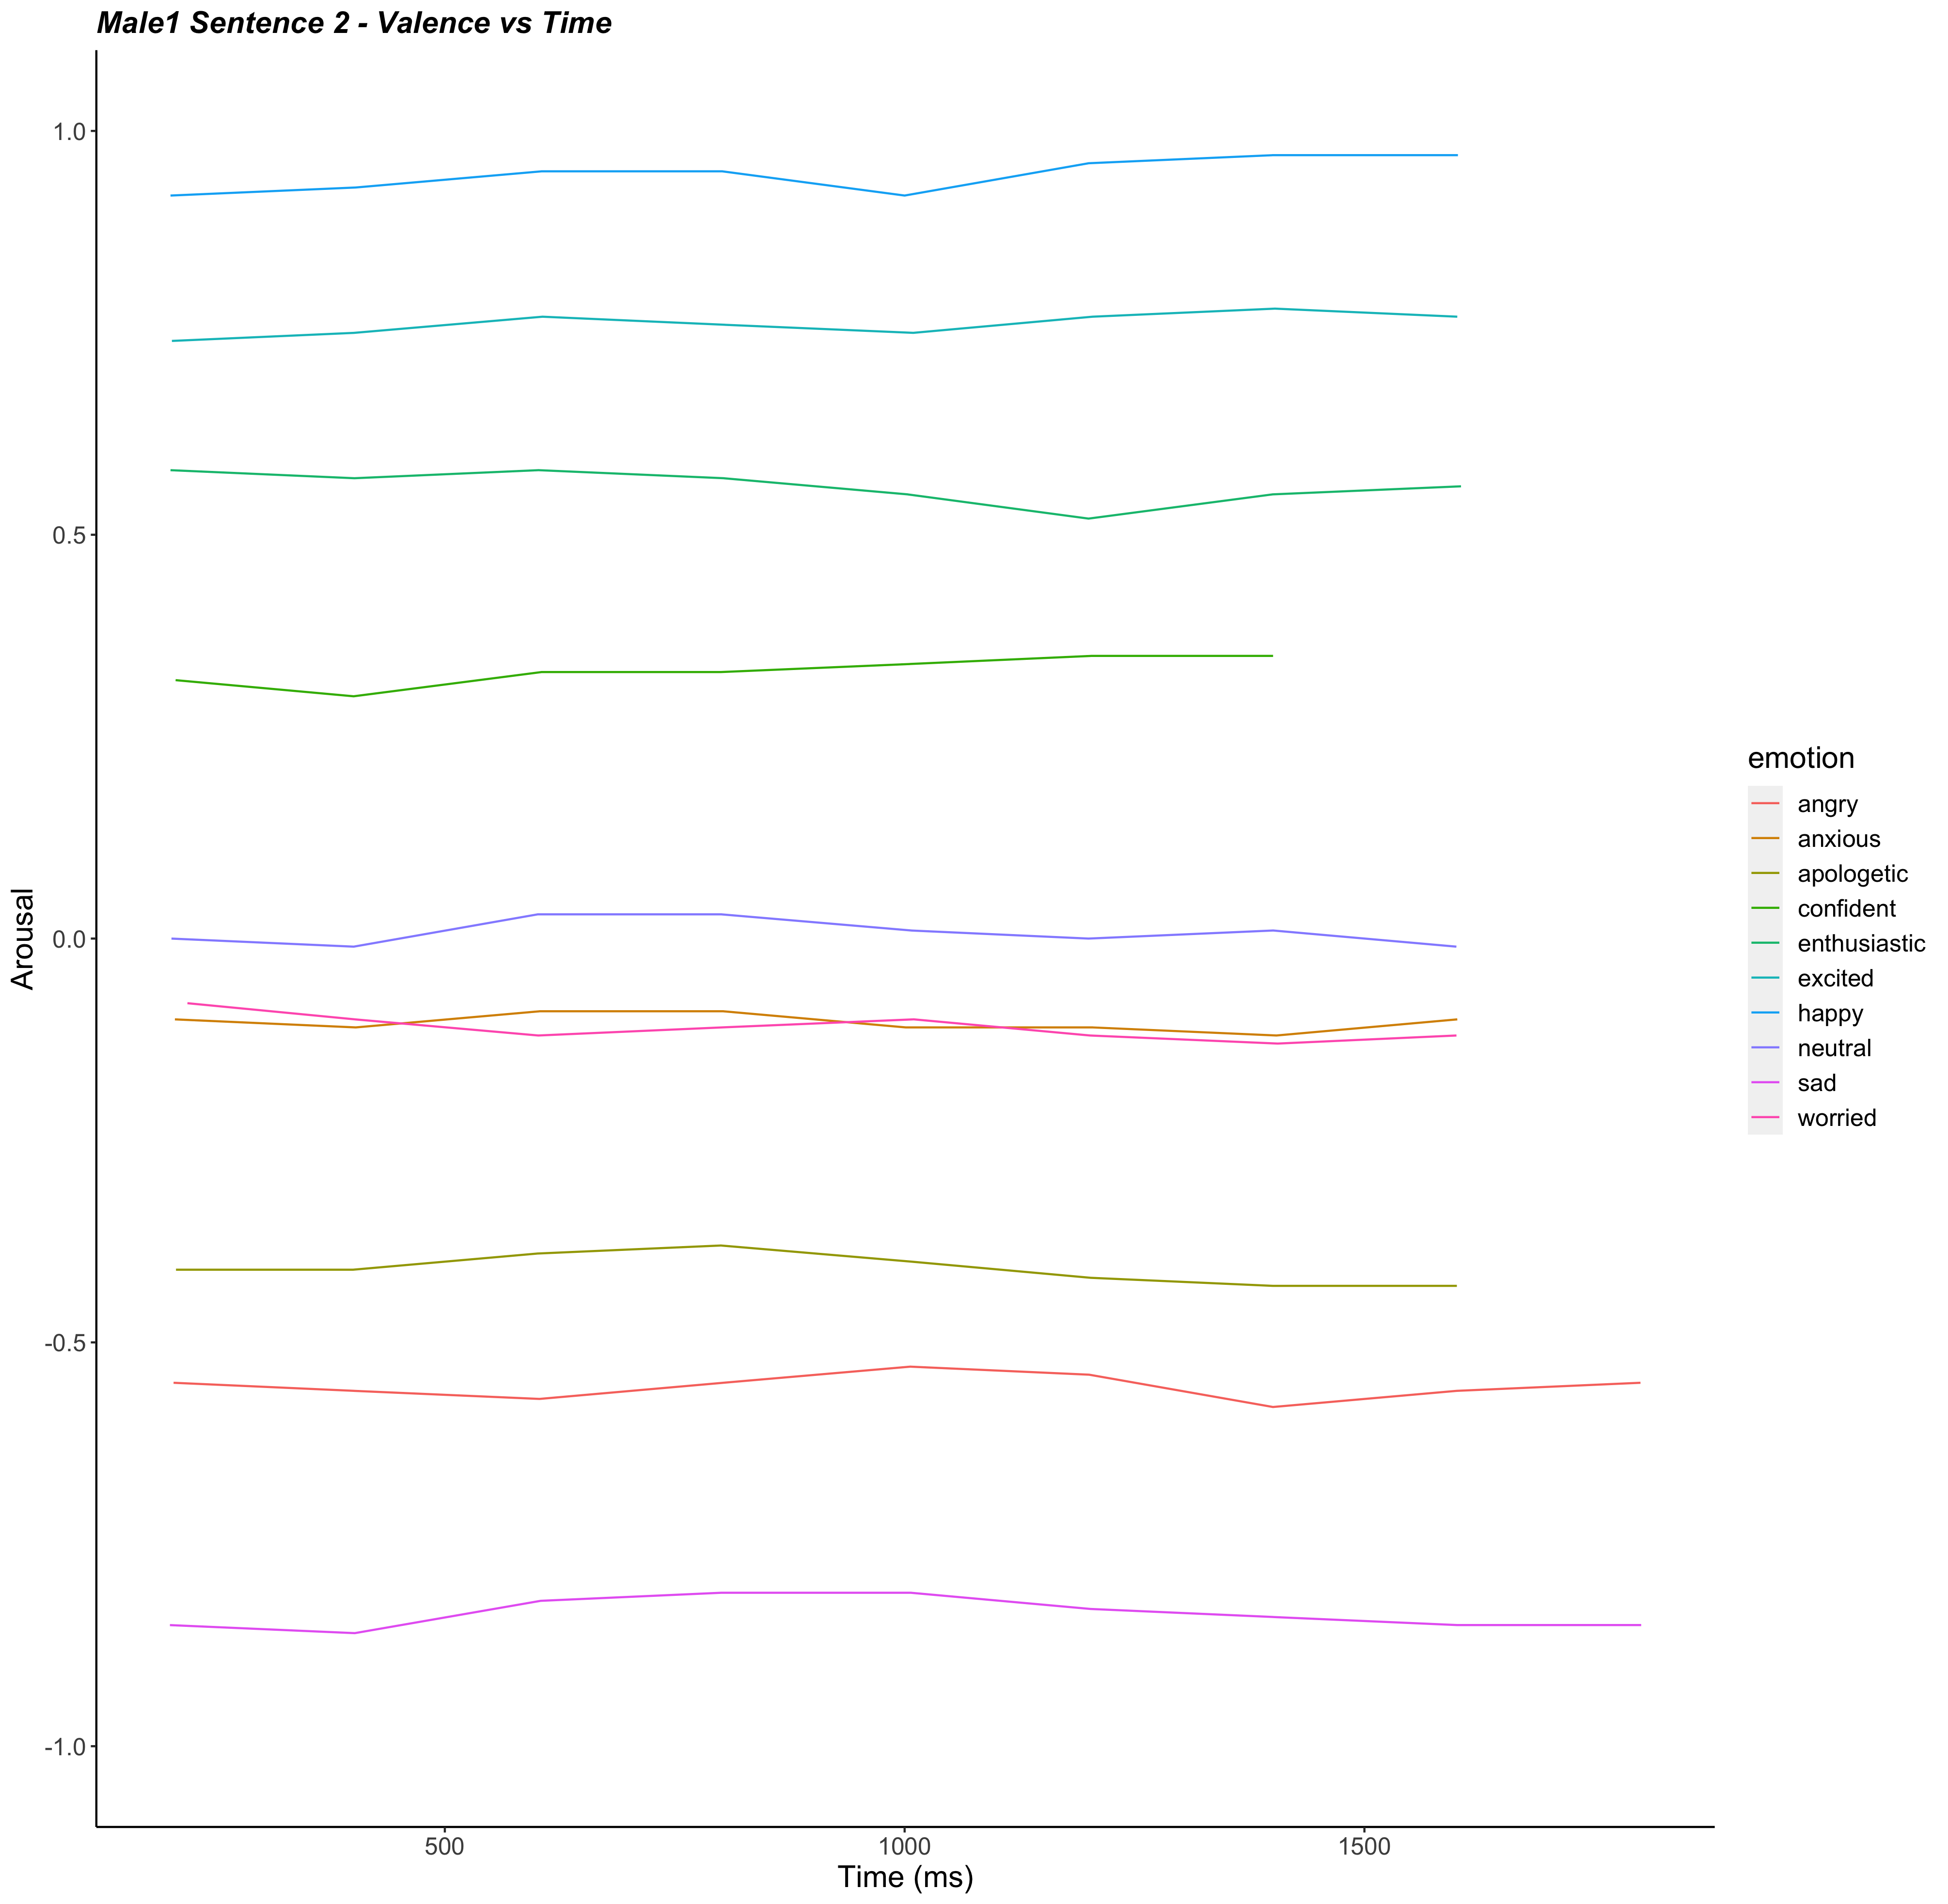 Male1 Sentence 2 - Valence vs Time
1.0
0.5
0.0
-0.5
-1.0
Arousal
500 1000 1500
Time (ms)
emotion
angry
anxious
apologetic
confident
enthusiastic
excited
happy
neutral
sad
worried